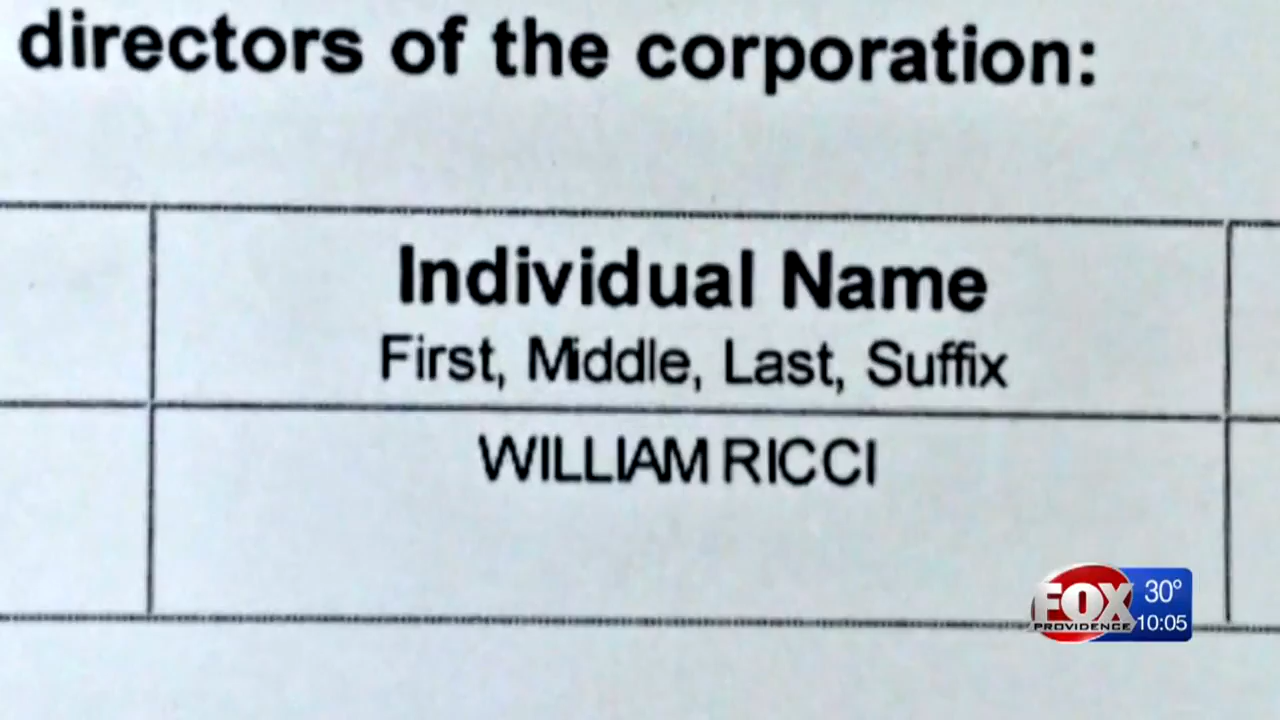 directors of the corporation:
Individual Name
First, Middle, Last, Suffix
WILLIAM RICCI
FOX
PROVIDENCE
30°
10:05